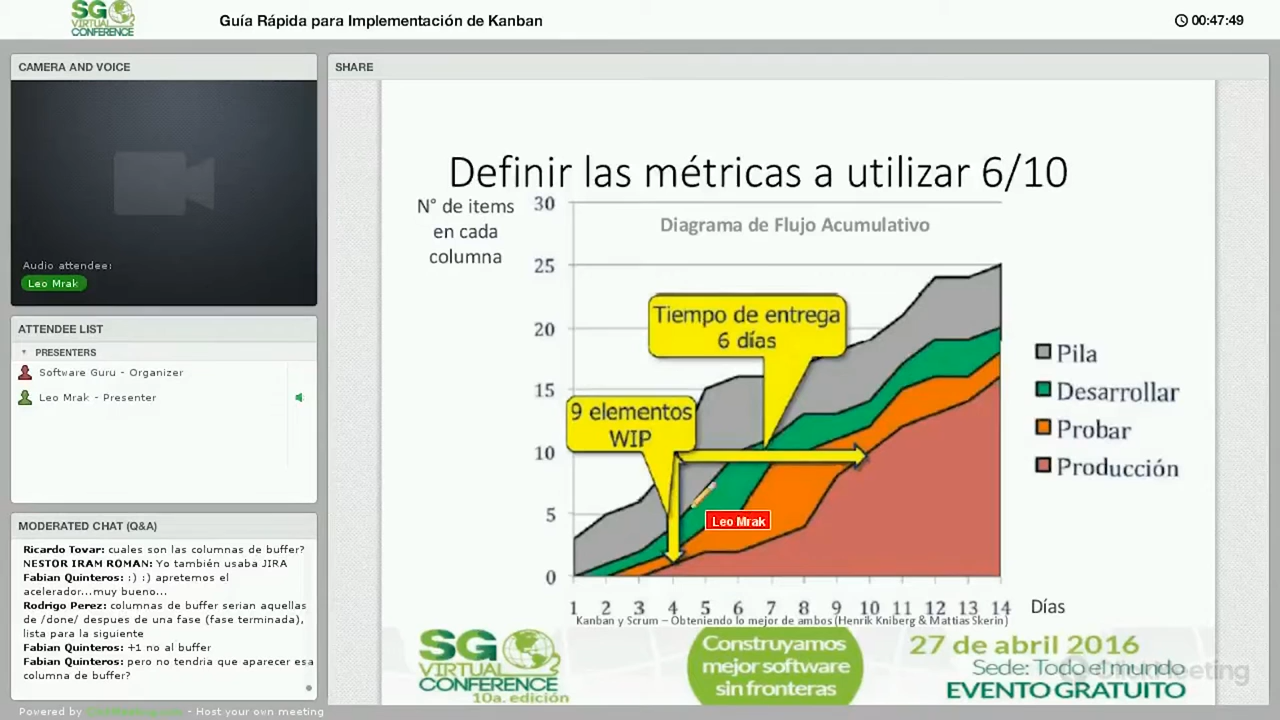 SG
VIRTUAL
CONFERENCE
Guía Rápida para Implementación de Kanban
00:47:49
CAMERA AND VOICE
Audio attendee:
Leo Mrak
ATTENDEE LIST
PRESENTERS
Software Guru - Organizer
Leo Mrak - Presenter
MODERATED CHAT (Q&A)
Ricardo Tovar: cuales son las columnas de buffer?
NESTOR IRAM ROMAN: Yo también usaba JIRA
Fabian Quinteros: :) :) apretemos el
acelerador...muy bueno...
Rodrigo Perez: columnas de buffer serian aquellas
de /done/ despues de una fase (fase terminada),
lista para la siguiente
Fabian Quinteros: +1 no al buffer
Fabian Quinteros: pero no tendria que aparecer esa
columna de buffer?
Powered by ClickMeeting.com - Host your own meeting
SHARE
Definir las métricas a utilizar 6/10
N° de items
en cada
columna
Diagrama de Flujo Acumulativo
30
25
20
15
10
5
0
Tiempo de entrega
6 días
9 elementos
WIP
Leo Mrak
Pila
Desarrollar
Probar
Producción
1 2 3 4 5 6 7 8 9 10 11 12 13 14 Días
Kanban y Scrum – Obteniendo lo mejor de ambos (Henrik Kniberg & Mattias Skerin)
SG
VIRTUAL
CONFERENCE
10a. edición
Construyamos
mejor software
sin fronteras
27 de abril 2016
Sede: Todo el mundo
EVENTO GRATUITO
ClickMeeting